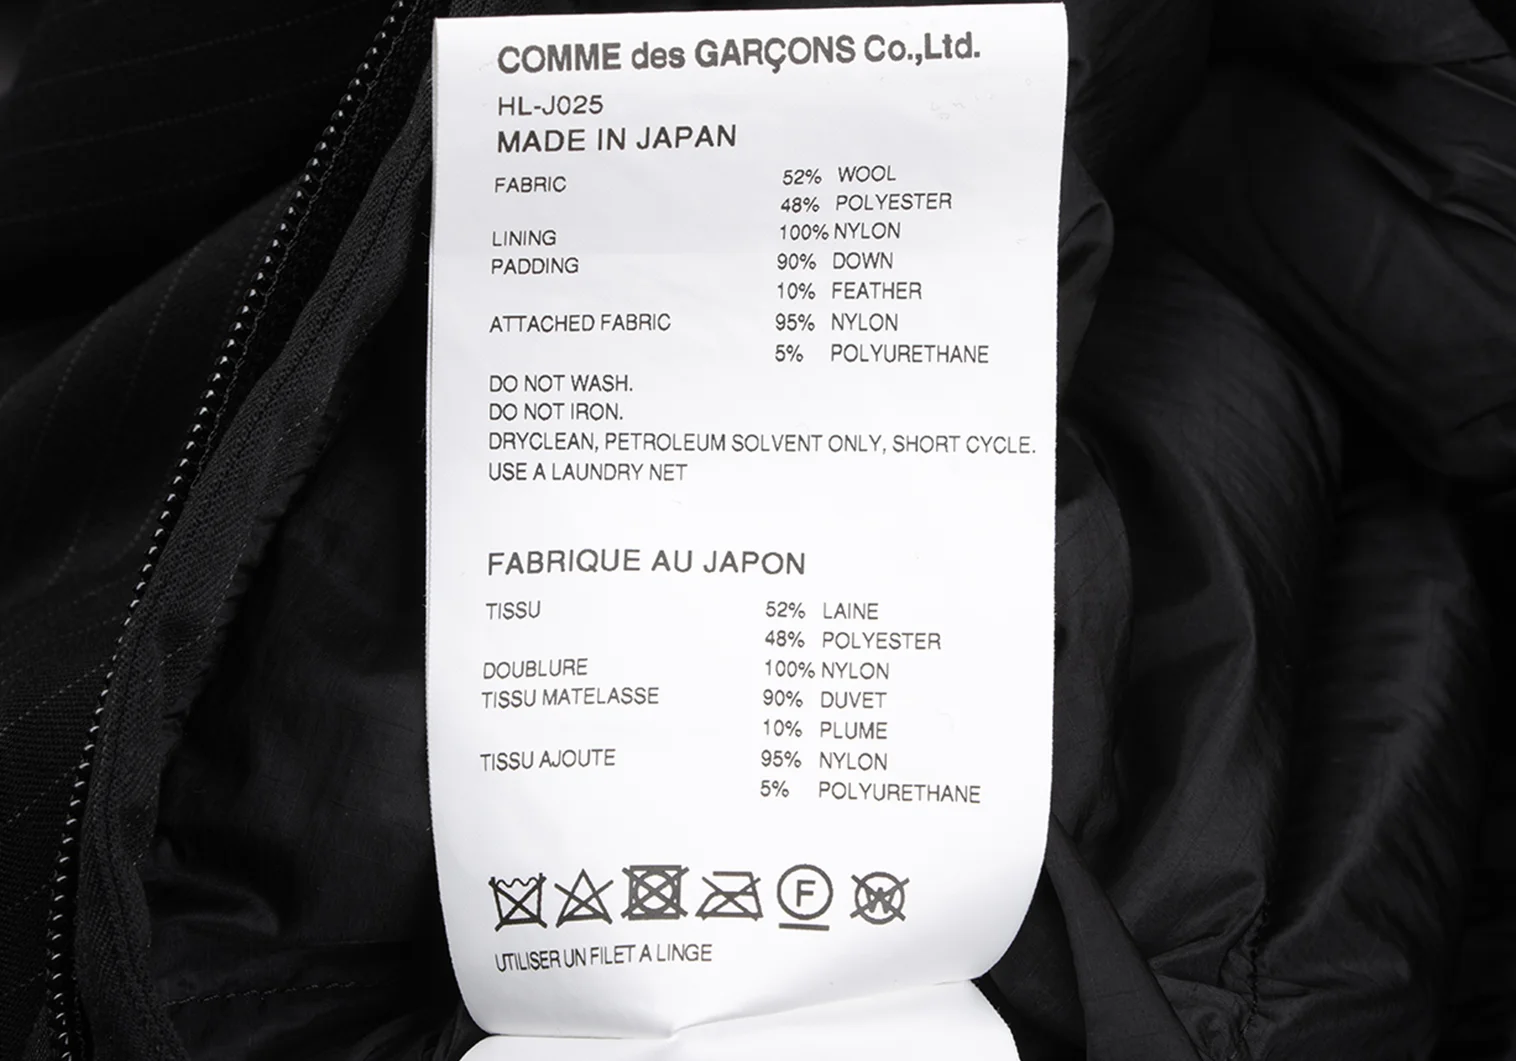 COMME des GARÇONS Co.,Ltd.
HL-J025
MADE IN JAPAN
FABRIC 52% WOOL
48% POLYESTER
LINING 100% NYLON
PADDING 90% DOWN
10% FEATHER
ATTACHED FABRIC 95% NYLON
5% POLYURETHANE
DO NOT WASH.
DO NOT IRON.
DRYCLEAN, PETROLEUM SOLVENT ONLY, SHORT CYCLE.
USE A LAUNDRY NET
FABRIQUE AU JAPON
TISSU 52% LAINE
48% POLYESTER
DOUBLURE 100% NYLON
TISSU MATELASSE 90% DUVET
10% PLUME
TISSU AJOUTE 95% NYLON
5% POLYURETHANE
F W
UTILISER UN FILET A LINGE